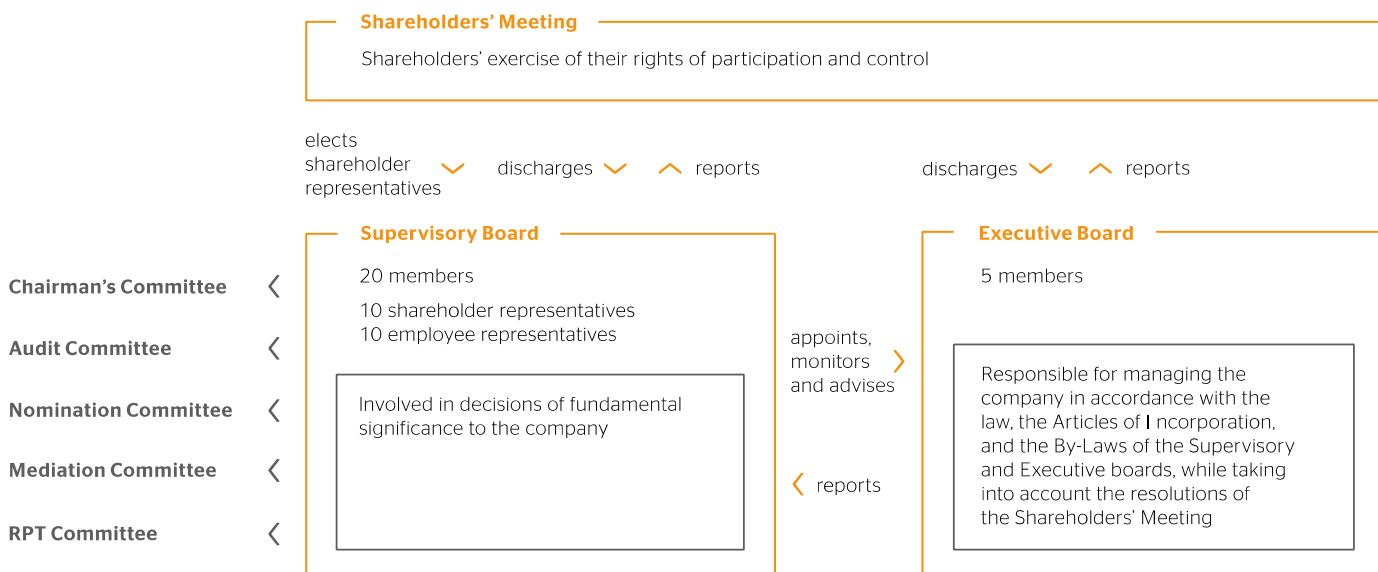 Shareholders’ Meeting
Shareholders’ exercise of their rights of participation and control
elects
shareholder
representatives
discharges
reports
discharges
reports
Chairman’s Committee
Audit Committee
Nomination Committee
Mediation Committee
RPT Committee
Supervisory Board
20 members
10 shareholder representatives
10 employee representatives
Involved in decisions of fundamental
significance to the company
appoints,
monitors
and advises
reports
Executive Board
5 members
Responsible for managing the
company in accordance with the
law, the Articles of I ncorporation,
and the By-Laws of the Supervisory
and Executive boards, while taking
into account the resolutions of
the Shareholders’ Meeting